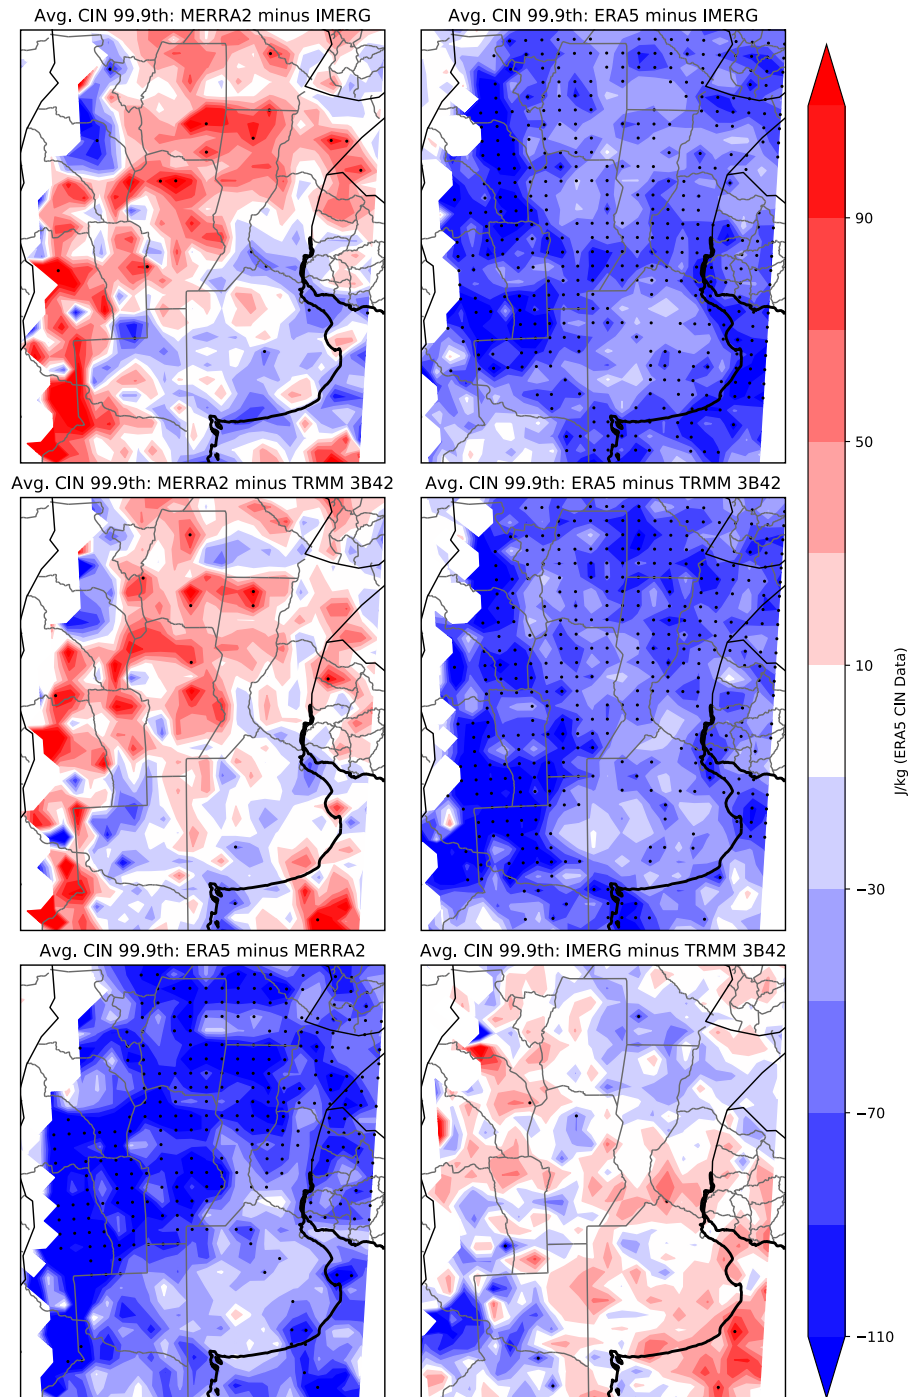 Avg. CIN 99.9th: MERRA2 minus IMERG
Avg. CIN 99.9th: ERA5 minus IMERG
Avg. CIN 99.9th: MERRA2 minus TRMM 3B42
Avg. CIN 99.9th: ERA5 minus TRMM 3B42
Avg. CIN 99.9th: ERA5 minus MERRA2
Avg. CIN 99.9th: IMERG minus TRMM 3B42
90
50
10
−30
−70
−110
J/kg (ERA5 CIN Data)